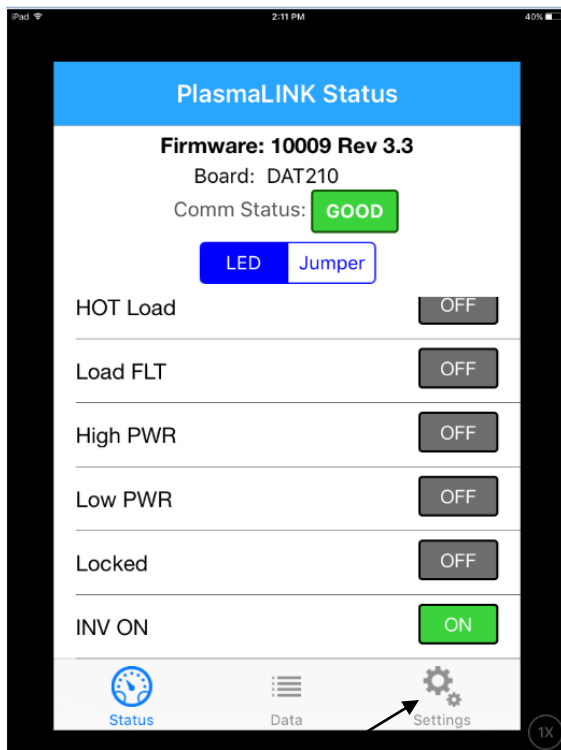 iPad 2:11 PM 40%
PlasmaLINK Status
Firmware: 10009 Rev 3.3
Board: DAT210
Comm Status: GOOD
LED Jumper
HOT Load OFF
Load FLT OFF
High PWR OFF
Low PWR OFF
Locked OFF
INV ON ON
Status Data Settings
1X